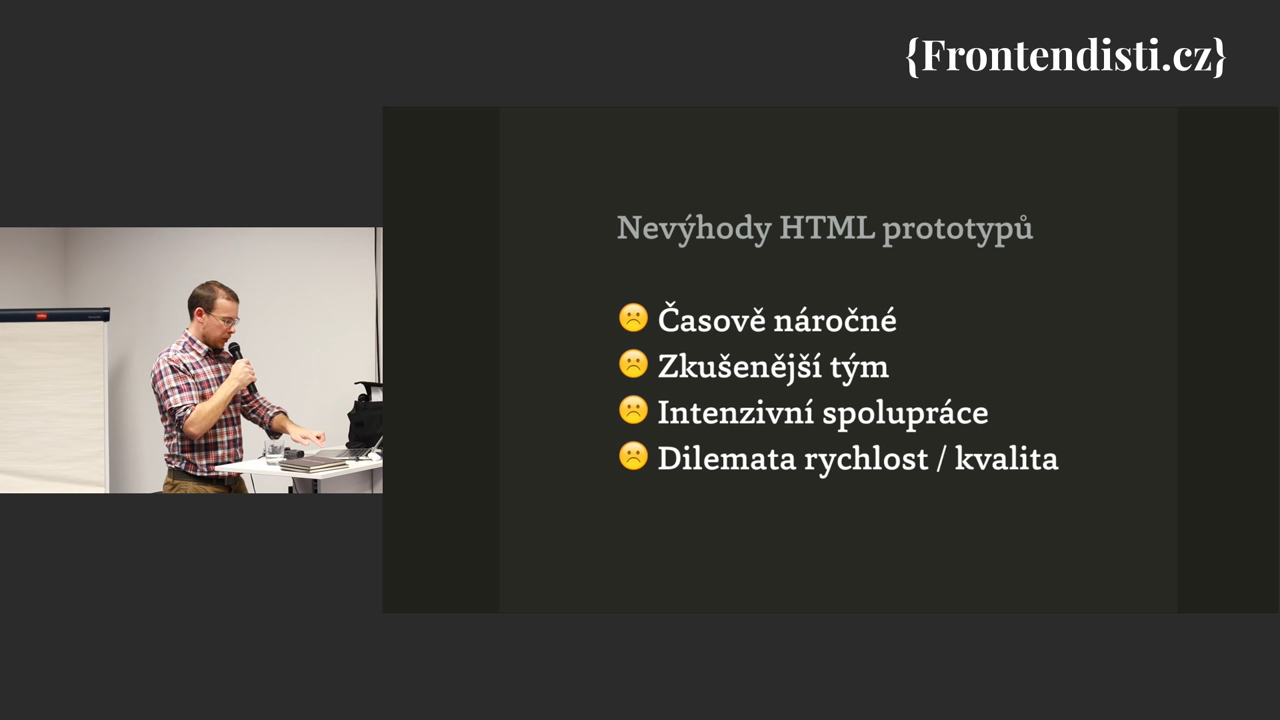 {Frontendisti.cz}
Nevýhody HTML prototypů
☹️ Časově náročné
☹️ Zkušenější tým
☹️ Intenzivní spolupráce
☹️ Dilemata rychlost / kvalita